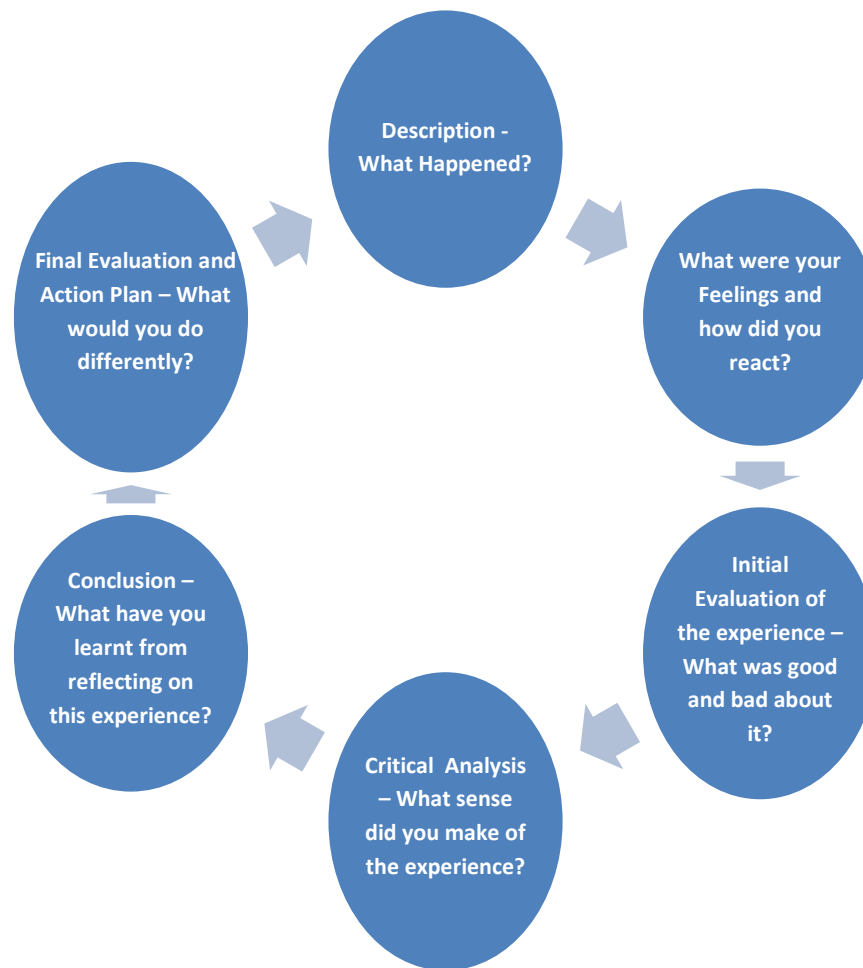 Description -
What Happened?
What were your
Feelings and
how did you
react?
Initial
Evaluation of
the experience –
What was good
and bad about
it?
Critical  Analysis
– What sense
did you make of
the experience?
Conclusion –
What have you
learnt from
reflecting on
this experience?
Final Evaluation and
Action Plan – What
would you do
differently?